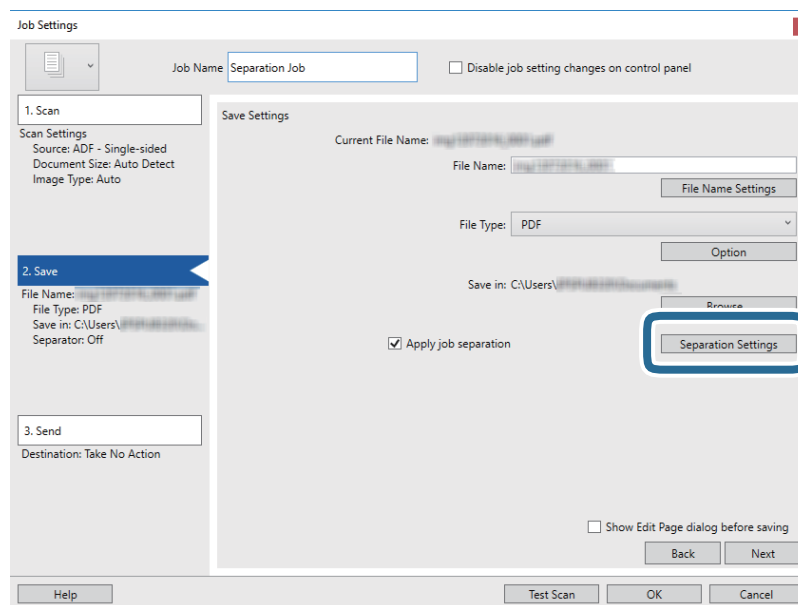 Job Settings
Job Name Separation Job
Disable job setting changes on control panel
1. Scan
Scan Settings
Source: ADF - Single-sided
Document Size: Auto Detect
Image Type: Auto
2. Save
File Name:
File Type: PDF
Save in: C:\Users\
Separator: Off
3. Send
Destination: Take No Action
Save Settings
Current File Name:
File Name:
File Name Settings
File Type: PDF
Option
Save in: C:\Users\
Browse
Apply job separation
Separation Settings
Show Edit Page dialog before saving
Back
Next
Help
Test Scan
OK
Cancel